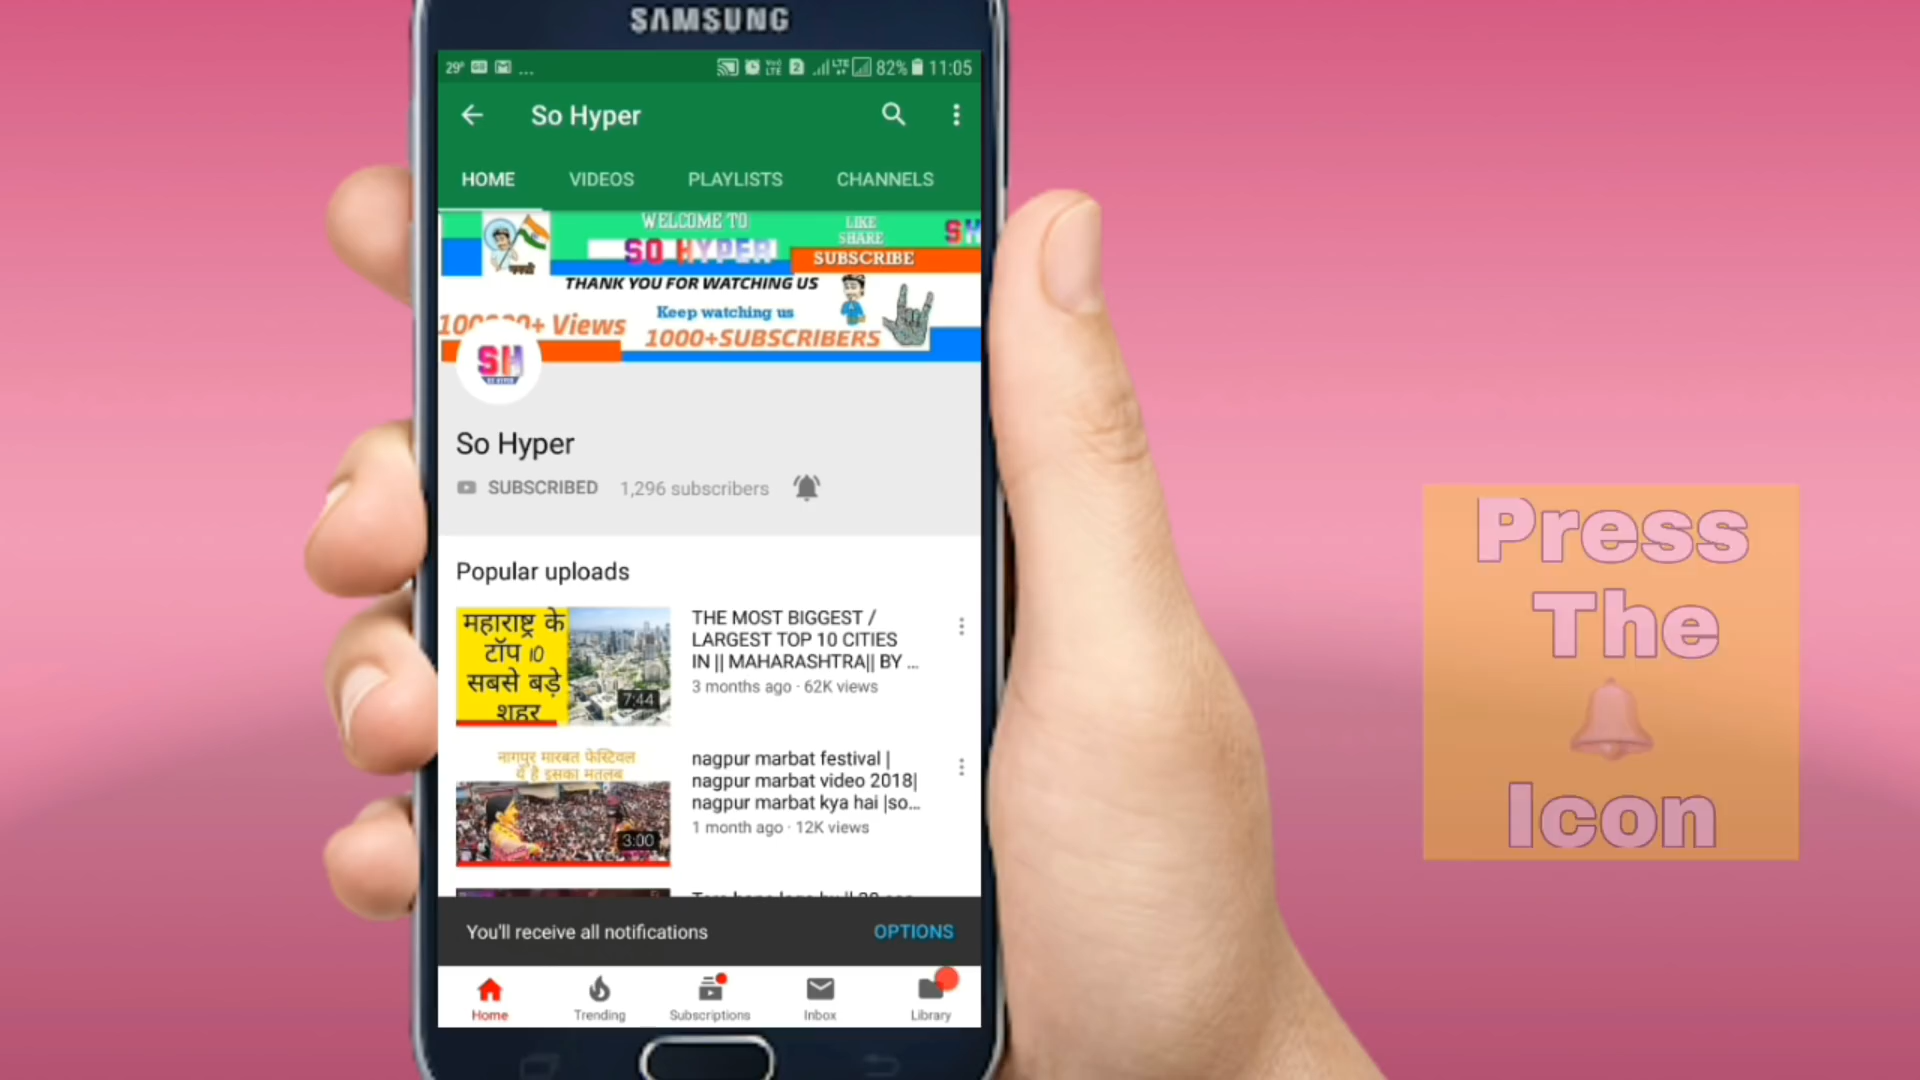 SAMSUNG
29° ...
82% 11:05
So Hyper
HOME VIDEOS PLAYLISTS CHANNELS
WELCOME TO
SO HYPER
LIKE
SHARE
SUBSCRIBE
SH
THANK YOU FOR WATCHING US
Keep watching us
1000+SUBSCRIBERS
+ Views
SH
SO HYPER
So Hyper
SUBSCRIBED 1,296 subscribers
Popular uploads
महाराष्ट्र के
टॉप 10
सबसे बड़े
शहर
7:44
THE MOST BIGGEST /
LARGEST TOP 10 CITIES
IN || MAHARASHTRA|| BY ...
3 months ago · 62K views
नागपुर मारबत फेस्टिवल
ये है इसका मतलब
3:00
nagpur marbat festival |
nagpur marbat video 2018|
nagpur marbat kya hai |so...
1 month ago · 12K views
You'll receive all notifications OPTIONS
Home Trending Subscriptions Inbox Library
Press
The
Icon